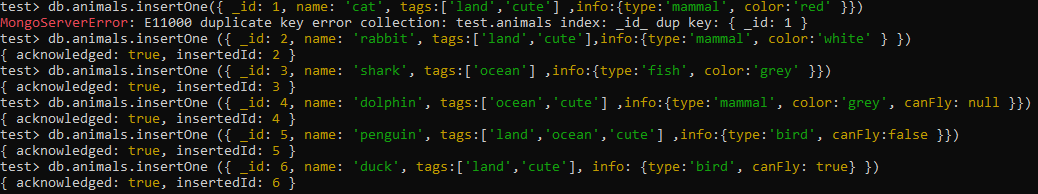 test> db.animals.insertOne({ _id: 1, name: 'cat', tags:['land','cute'] ,info:{type:'mammal', color:'red' }})
MongoServerError: E11000 duplicate key error collection: test.animals index: _id_ dup key: { _id: 1 }
test> db.animals.insertOne ({ _id: 2, name: 'rabbit', tags:['land','cute'],info:{type:'mammal', color:'white' } })
{ acknowledged: true, insertedId: 2 }
test> db.animals.insertOne ({ _id: 3, name: 'shark', tags:['ocean'] ,info:{type:'fish', color:'grey' }})
{ acknowledged: true, insertedId: 3 }
test> db.animals.insertOne ({ _id: 4, name: 'dolphin', tags:['ocean','cute'] ,info:{type:'mammal', color:'grey', canFly: null }})
{ acknowledged: true, insertedId: 4 }
test> db.animals.insertOne ({ _id: 5, name: 'penguin', tags:['land','ocean','cute'] ,info:{type:'bird', canFly:false }})
{ acknowledged: true, insertedId: 5 }
test> db.animals.insertOne ({ _id: 6, name: 'duck', tags:['land','cute'], info: {type:'bird', canFly: true} })
{ acknowledged: true, insertedId: 6 }